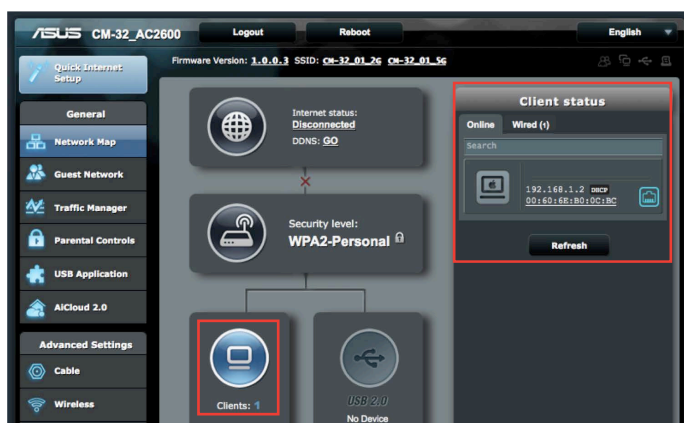 ASUS CM-32_AC2600 Logout Reboot English
Quick Internet Setup
Firmware Version: 1.0.0.3 SSID: CM-32_01_2G CM-32_01_5G
General
Network Map
Guest Network
Traffic Manager
Parental Controls
USB Application
AiCloud 2.0
Advanced Settings
Cable
Wireless
Internet status:
Disconnected
DDNS: GO
Security level:
WPA2-Personal
Clients: 1
USB 2.0
No Device
Client status
Online Wired (1)
Search
192.168.1.2 DHCP
00:60:6E:B0:0C:BC
Refresh